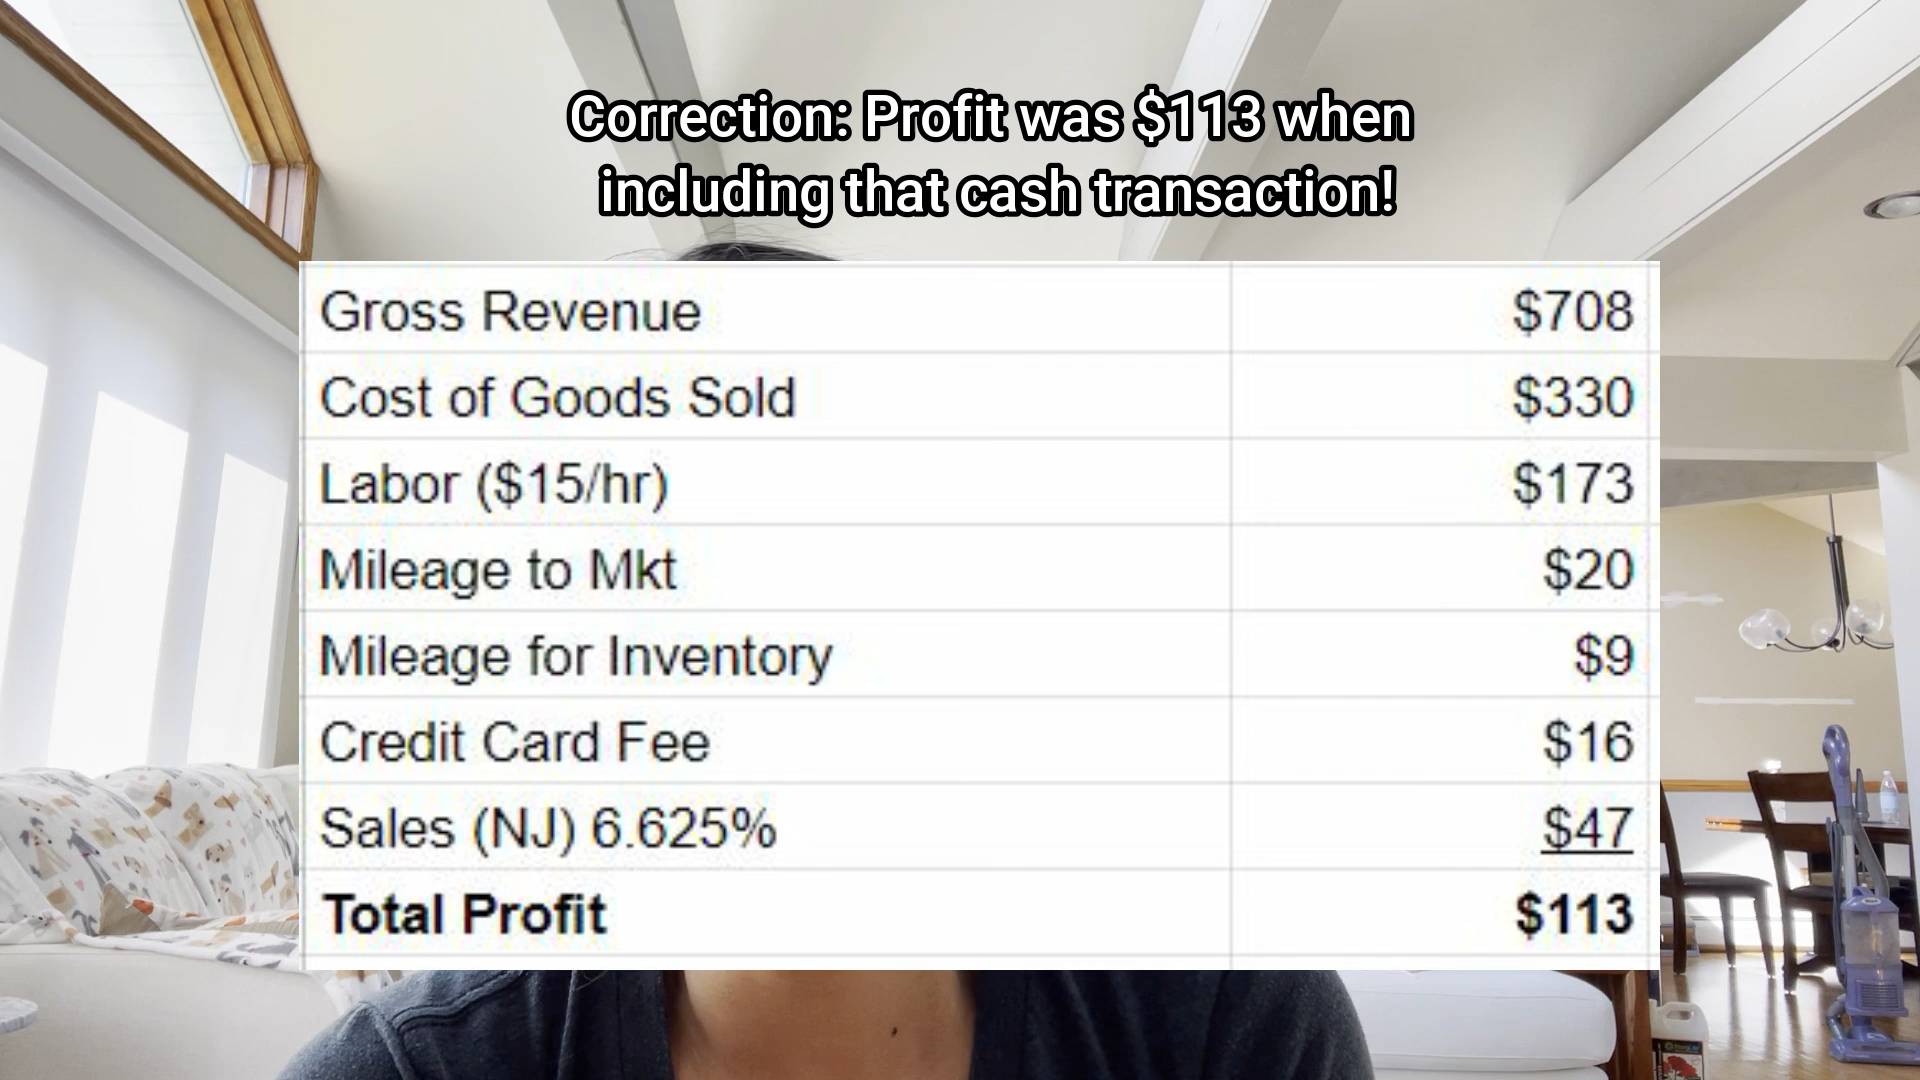 Correction: Profit was $113 when
including that cash transaction!
Gross Revenue $708
Cost of Goods Sold $330
Labor ($15/hr) $173
Mileage to Mkt $20
Mileage for Inventory $9
Credit Card Fee $16
Sales (NJ) 6.625% $47
Total Profit $113